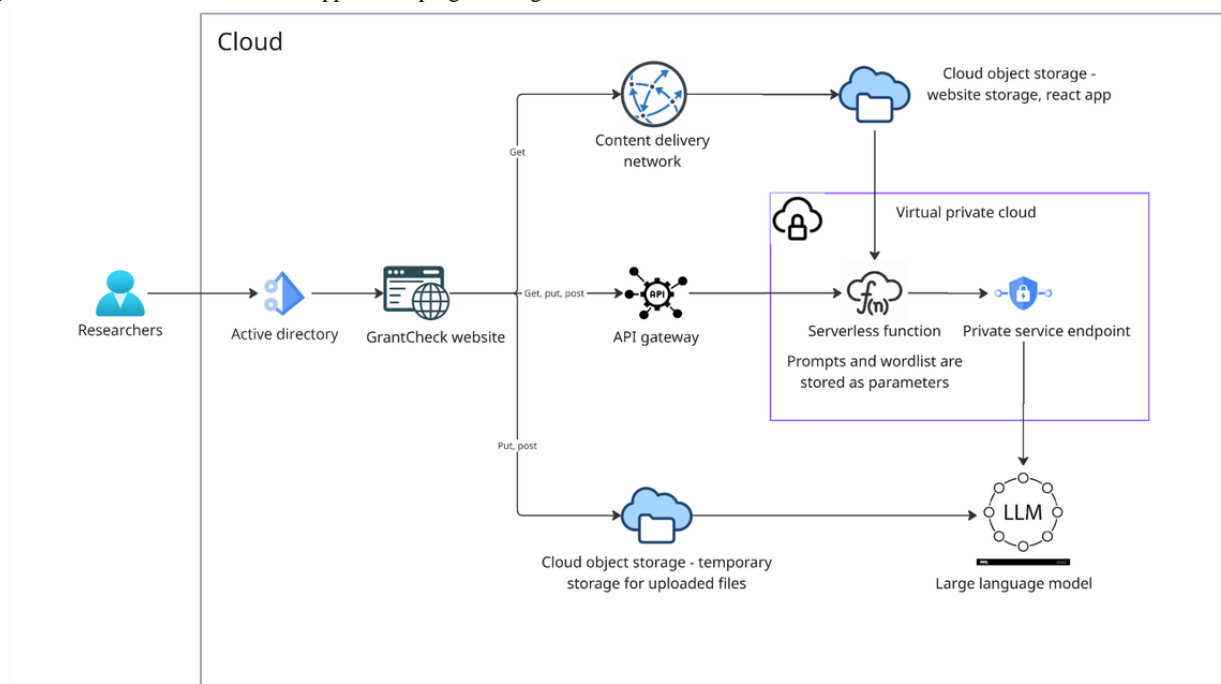 Cloud
Cloud object storage -
website storage, react app
Content delivery
network
Get
Virtual private cloud
Get, put, post
API
f(n)
Researchers
Active directory
GrantCheck website
API gateway
Serverless function
Private service endpoint
Prompts and wordlist are
stored as parameters
Put, post
LLM
Cloud object storage - temporary
storage for uploaded files
Large language model